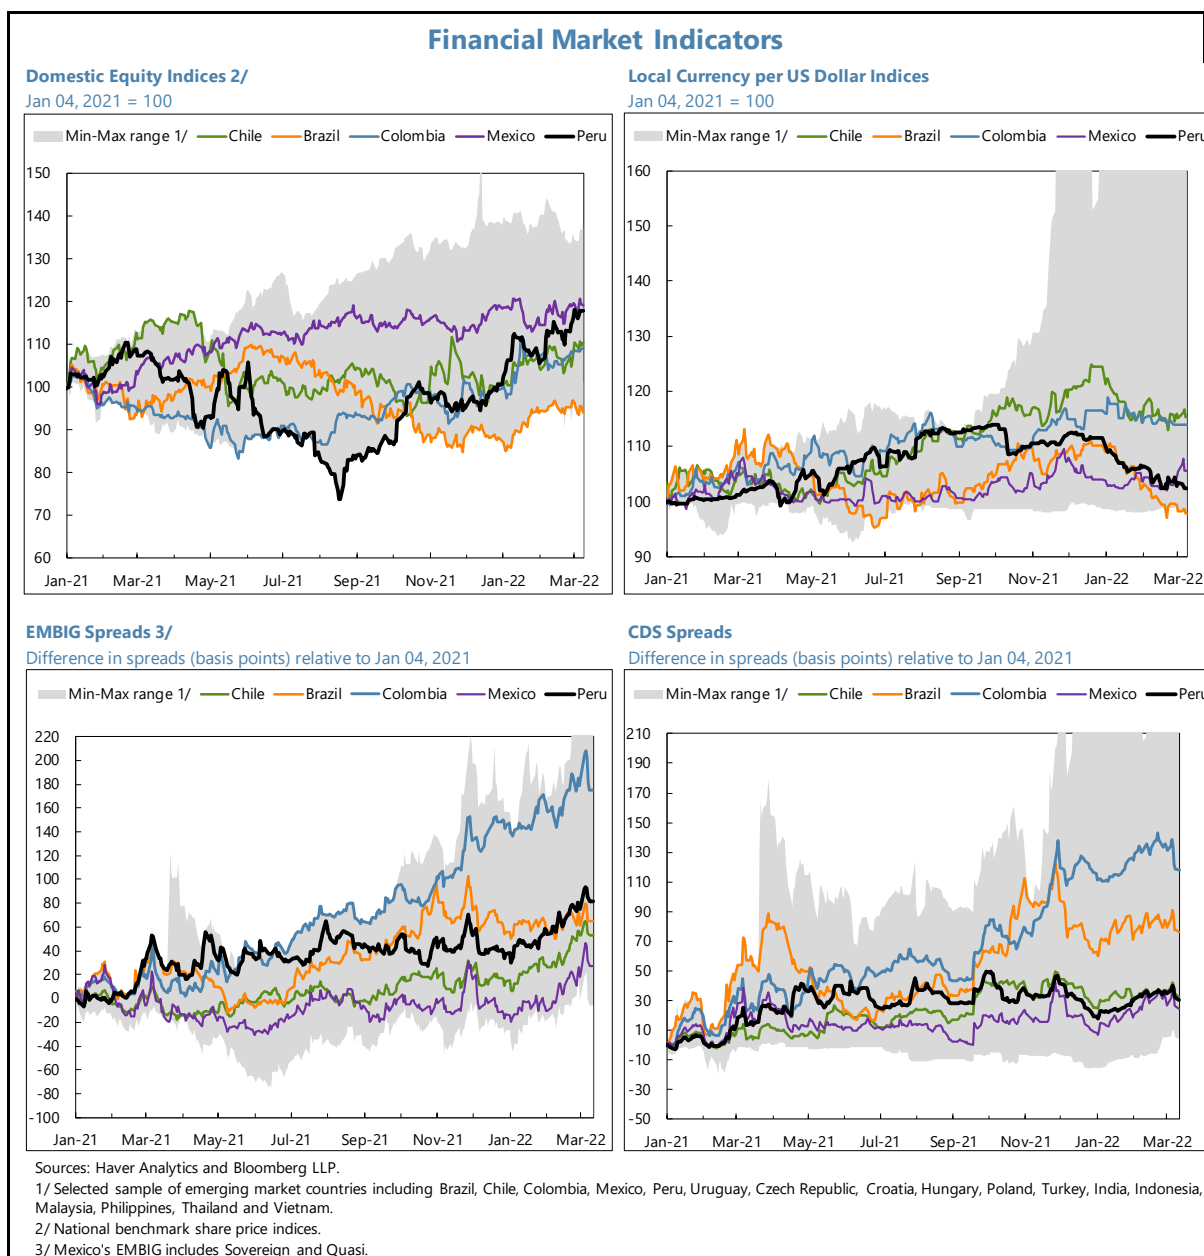 Financial Market Indicators
Domestic Equity Indices 2/
Jan 04, 2021 = 100
Min-Max range 1/ Chile Brazil Colombia Mexico Peru
150
140
130
120
110
100
90
80
70
60
Jan-21 Mar-21 May-21 Jul-21 Sep-21 Nov-21 Jan-22 Mar-22
Local Currency per US Dollar Indices
Jan 04, 2021 = 100
Min-Max range 1/ Chile Brazil Colombia Mexico Peru
160
150
140
130
120
110
100
90
Jan-21 Mar-21 May-21 Jul-21 Sep-21 Nov-21 Jan-22 Mar-22
EMBIG Spreads 3/
Difference in spreads (basis points) relative to Jan 04, 2021
Min-Max range 1/ Chile Brazil Colombia Mexico Peru
220
200
180
160
140
120
100
80
60
40
20
0
-20
-40
-60
-80
-100
Jan-21 Mar-21 May-21 Jul-21 Sep-21 Nov-21 Jan-22 Mar-22
CDS Spreads
Difference in spreads (basis points) relative to Jan 04, 2021
Min-Max range 1/ Chile Brazil Colombia Mexico Peru
210
190
170
150
130
110
90
70
50
30
10
-10
-30
-50
Jan-21 Mar-21 May-21 Jul-21 Sep-21 Nov-21 Jan-22 Mar-22
Sources: Haver Analytics and Bloomberg LLP.
1/ Selected sample of emerging market countries including Brazil, Chile, Colombia, Mexico, Peru, Uruguay, Czech Republic, Croatia, Hungary, Poland, Turkey, India, Indonesia,
Malaysia, Philippines, Thailand and Vietnam.
2/ National benchmark share price indices.
3/ Mexico's EMBIG includes Sovereign and Quasi.